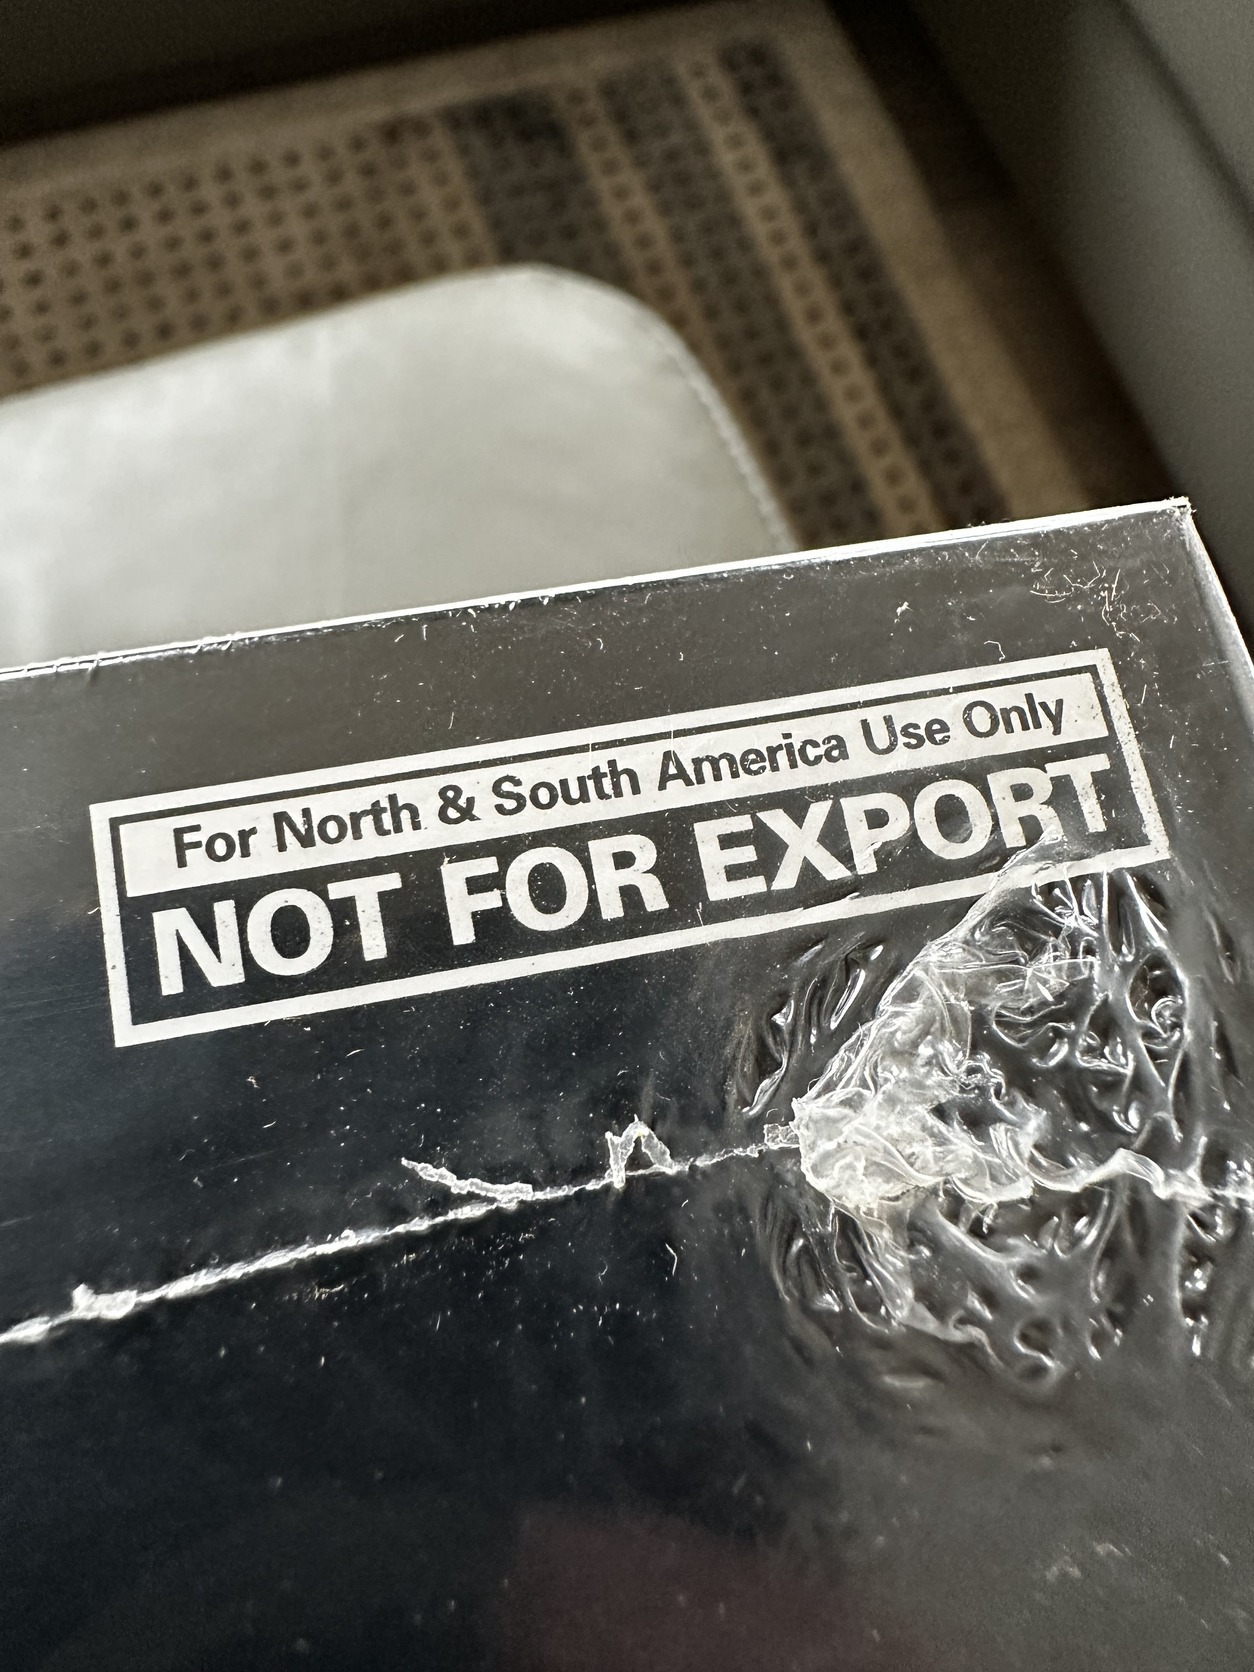 For North & South America Use Only
NOT FOR EXPORT